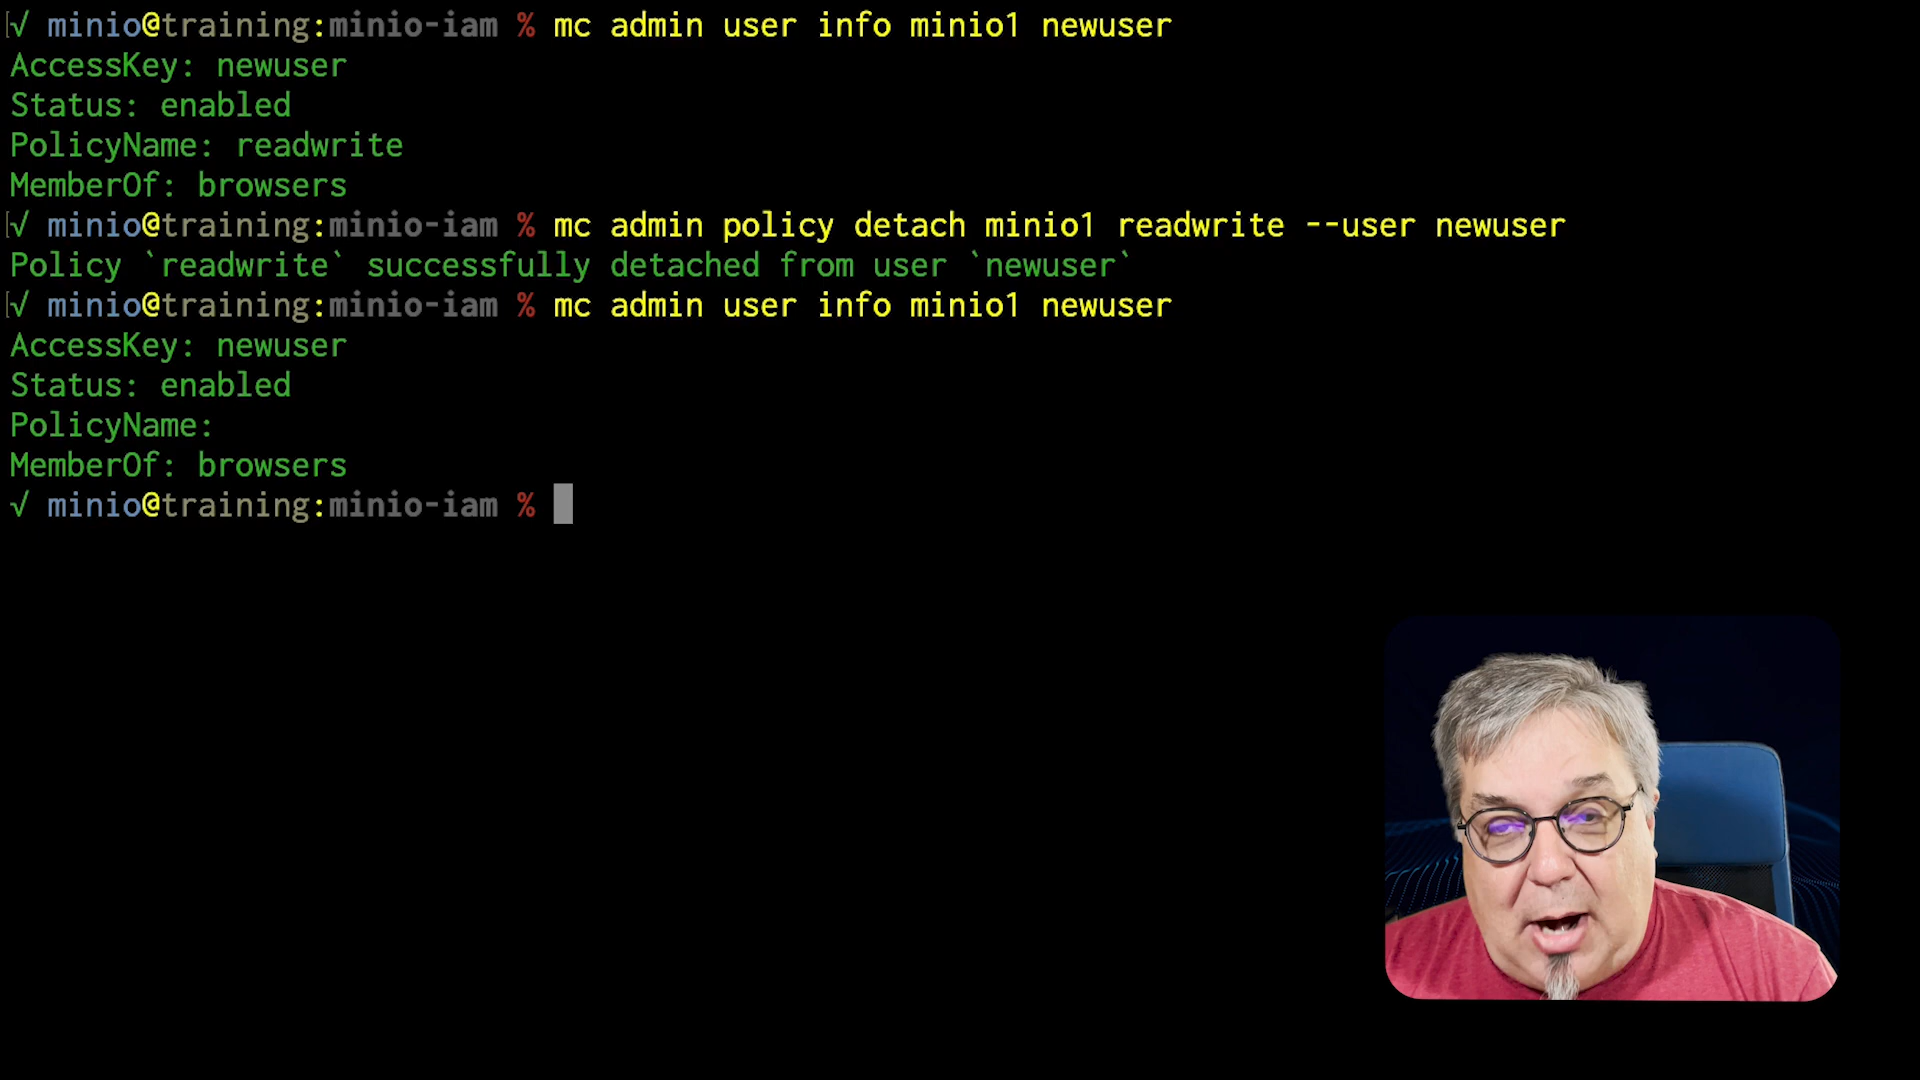 √ minio@training:minio-iam % mc admin user info minio1 newuser
AccessKey: newuser
Status: enabled
PolicyName: readwrite
MemberOf: browsers
√ minio@training:minio-iam % mc admin policy detach minio1 readwrite --user newuser
Policy `readwrite` successfully detached from user `newuser`
√ minio@training:minio-iam % mc admin user info minio1 newuser
AccessKey: newuser
Status: enabled
PolicyName:
MemberOf: browsers
√ minio@training:minio-iam %